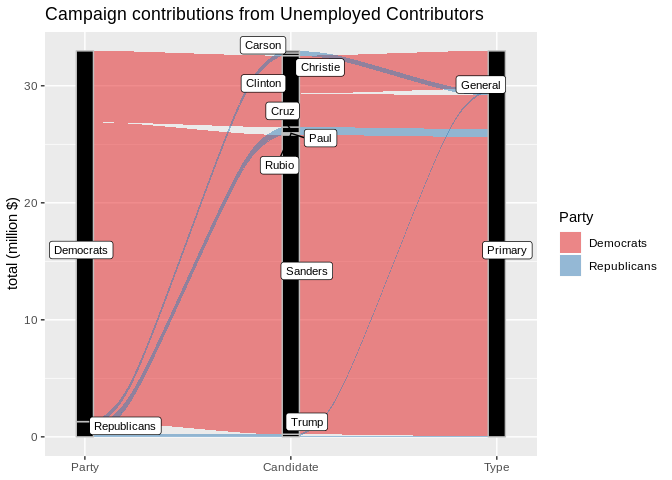 Campaign contributions from Unemployed Contributors
total (million $)
30
20
10
0
Carson
Christie
Clinton
General
Cruz
Paul
Rubio
Democrats
Primary
Sanders
Trump
Republicans
Party
Candidate
Type
Party
Democrats
Republicans